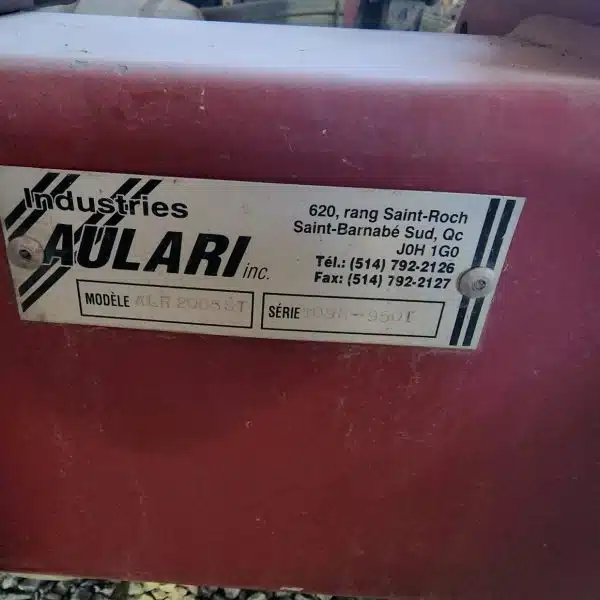 Industries
AULARI inc.
620, rang Saint-Roch
Saint-Barnabé Sud, Qc
J0H 1G0
Tél.: (514) 792-2126
Fax: (514) 792-2127
MODÈLE
SÉRIE